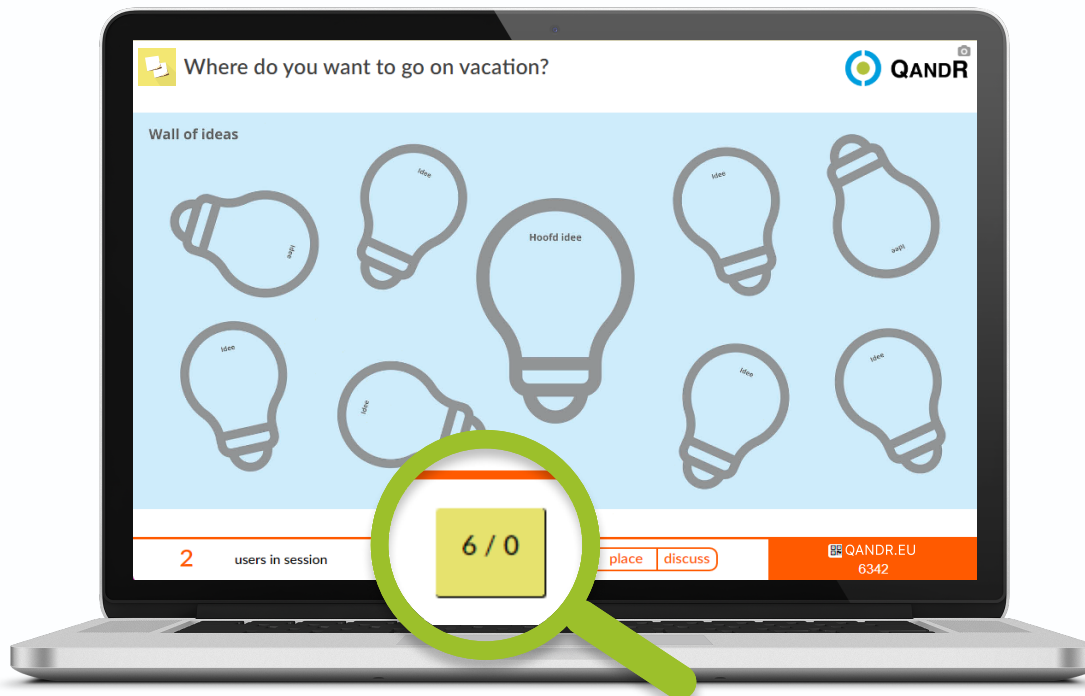 Where do you want to go on vacation?
QANDR
Wall of ideas
Idee
Idee
Hoofd idee
Idee
Idee
Idee
Idee
Idee
Idee
6 / 0
2 users in session
place discuss
QANDR.EU
6342